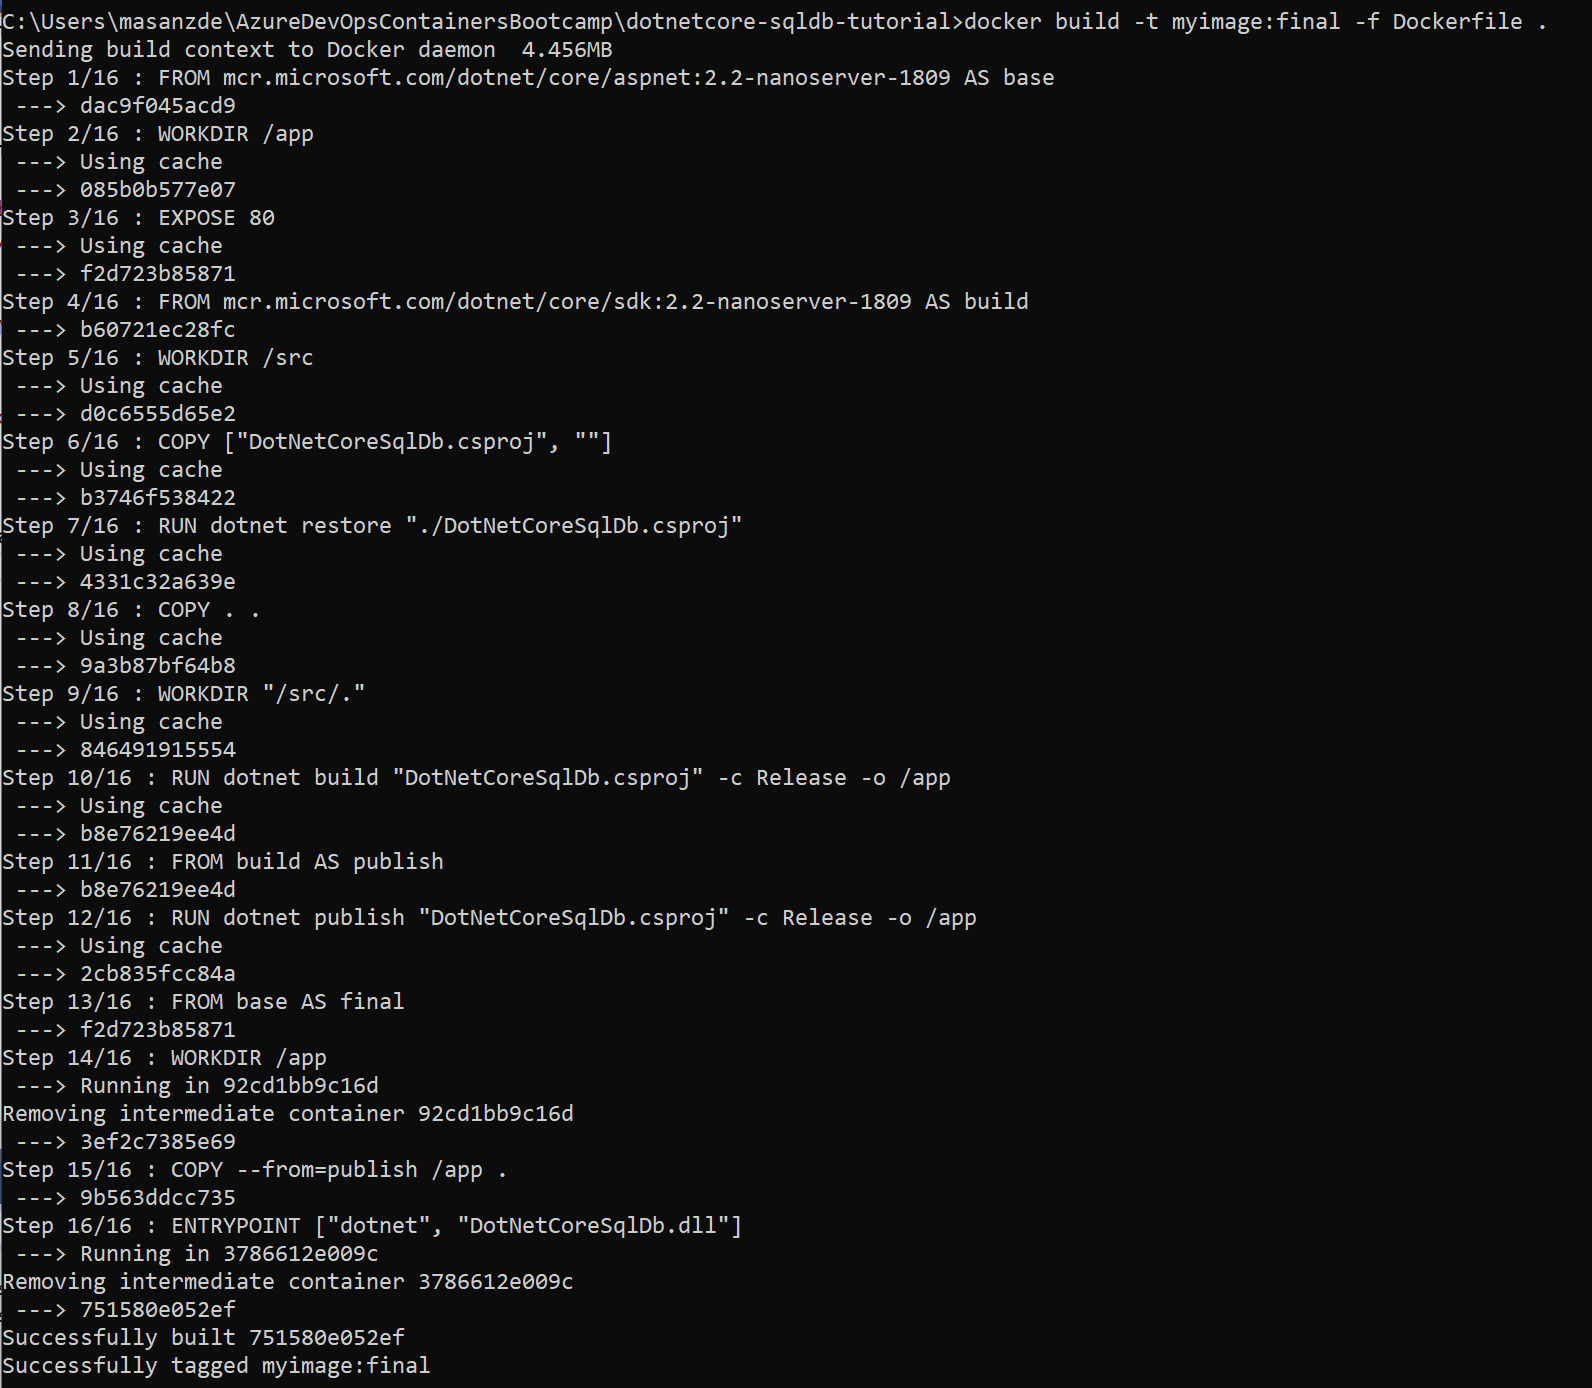 C:\Users\masanzde\AzureDevOpsContainersBootcamp\dotnetcore-sqldb-tutorial>docker build -t myimage:final -f Dockerfile .
Sending build context to Docker daemon  4.456MB
Step 1/16 : FROM mcr.microsoft.com/dotnet/core/aspnet:2.2-nanoserver-1809 AS base
 ---> dac9f045acd9
Step 2/16 : WORKDIR /app
 ---> Using cache
 ---> 085b0b577e07
Step 3/16 : EXPOSE 80
 ---> Using cache
 ---> f2d723b85871
Step 4/16 : FROM mcr.microsoft.com/dotnet/core/sdk:2.2-nanoserver-1809 AS build
 ---> b60721ec28fc
Step 5/16 : WORKDIR /src
 ---> Using cache
 ---> d0c6555d65e2
Step 6/16 : COPY ["DotNetCoreSqlDb.csproj", ""]
 ---> Using cache
 ---> b3746f538422
Step 7/16 : RUN dotnet restore "./DotNetCoreSqlDb.csproj"
 ---> Using cache
 ---> 4331c32a639e
Step 8/16 : COPY . .
 ---> Using cache
 ---> 9a3b87bf64b8
Step 9/16 : WORKDIR "/src/."
 ---> Using cache
 ---> 846491915554
Step 10/16 : RUN dotnet build "DotNetCoreSqlDb.csproj" -c Release -o /app
 ---> Using cache
 ---> b8e76219ee4d
Step 11/16 : FROM build AS publish
 ---> b8e76219ee4d
Step 12/16 : RUN dotnet publish "DotNetCoreSqlDb.csproj" -c Release -o /app
 ---> Using cache
 ---> 2cb835fcc84a
Step 13/16 : FROM base AS final
 ---> f2d723b85871
Step 14/16 : WORKDIR /app
 ---> Running in 92cd1bb9c16d
Removing intermediate container 92cd1bb9c16d
 ---> 3ef2c7385e69
Step 15/16 : COPY --from=publish /app .
 ---> 9b563ddcc735
Step 16/16 : ENTRYPOINT ["dotnet", "DotNetCoreSqlDb.dll"]
 ---> Running in 3786612e009c
Removing intermediate container 3786612e009c
 ---> 751580e052ef
Successfully built 751580e052ef
Successfully tagged myimage:final